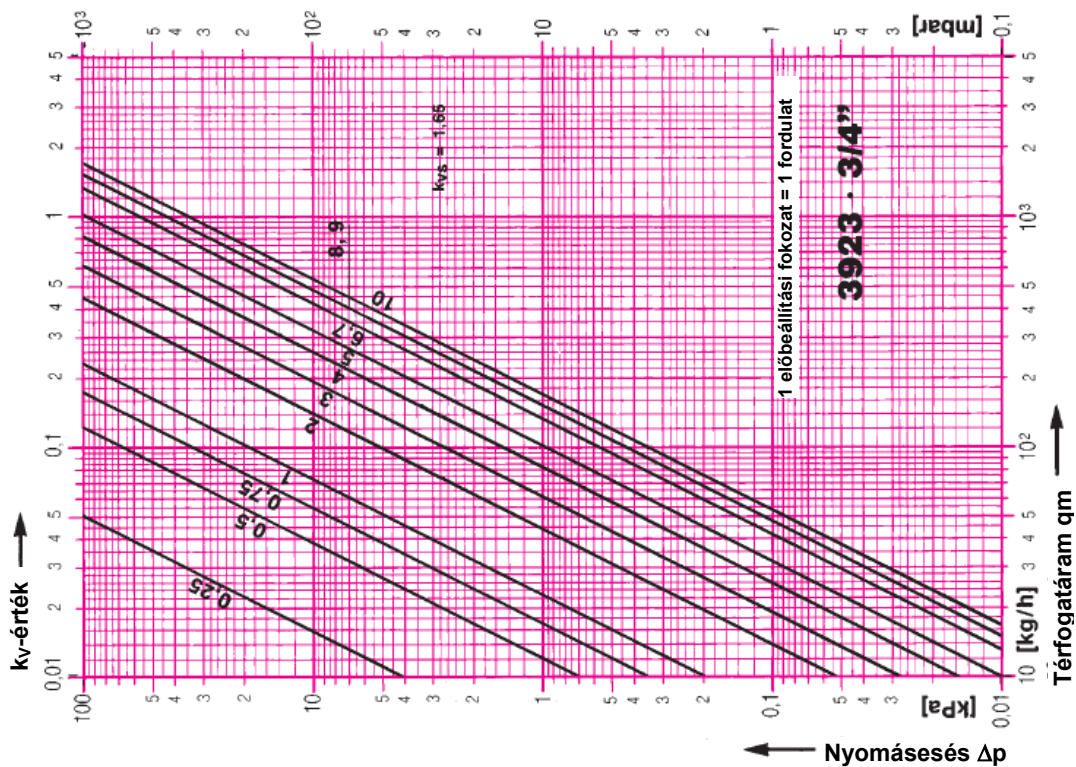 kv-érték
0,01 2 3 4 5 0,1 2 3 4 5 1 2 3 4 5
100 5 4 3 2 10 5 4 3 2 1 5 4 3 2 0,1 5 4 3 2 0,01
[kPa]
10³ 5 4 3 2 10² 5 4 3 2 10 5 4 3 2 1 5 4 3 2 0,1
[mbar]
0,25
0,5
0,75
1
2
3
4
5
6,7
8, 9
10
kvs = 1,65
1 előbeállítási fokozat = 1 fordulat
3923 · 3/4”
10 [kg/h] 2 3 4 5 10² 2 3 4 5 10³ 2 3 4 5
Térfogatáram qm
Nyomásesés Δp